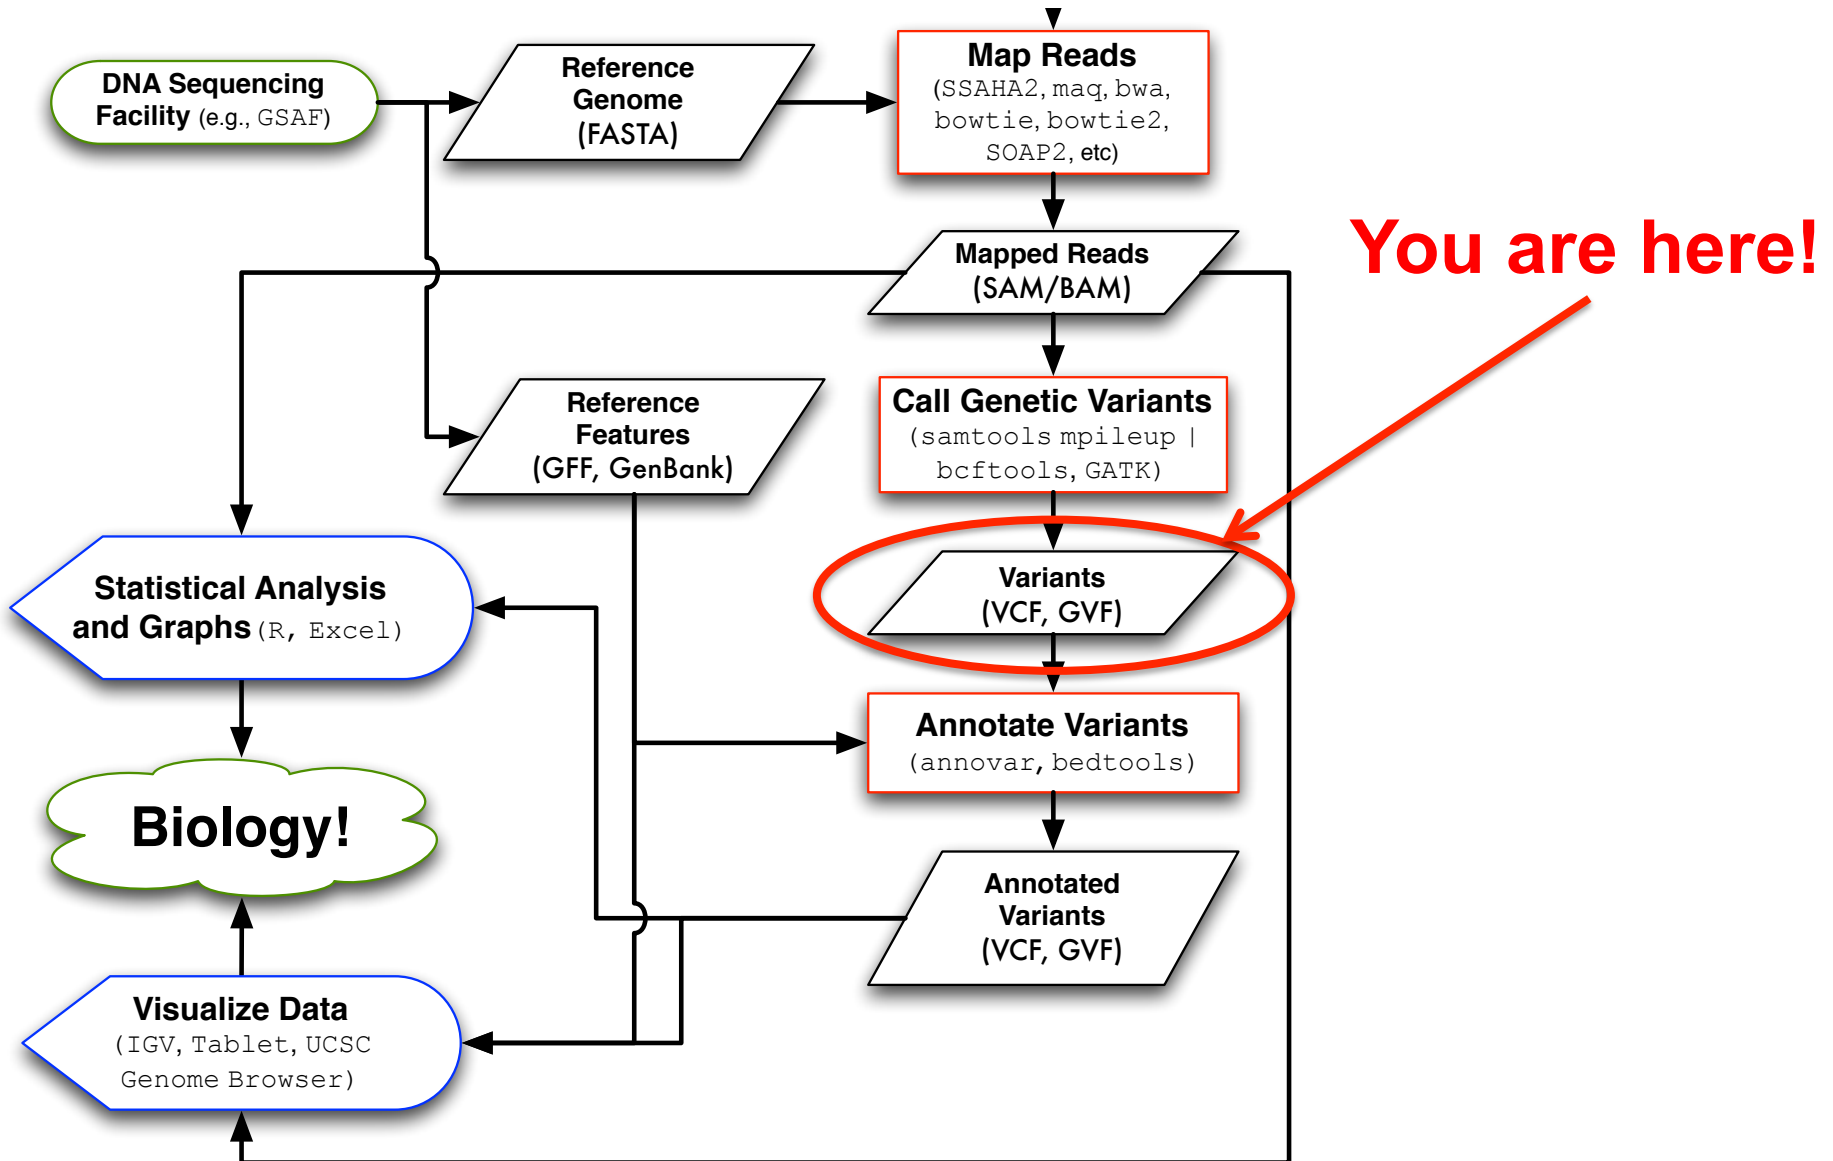 DNA Sequencing
Facility (e.g., GSAF)
Reference
Genome
(FASTA)
Map Reads
(SSAHA2, maq, bwa,
bowtie, bowtie2,
SOAP2, etc)
You are here!
Mapped Reads
(SAM/BAM)
Reference
Features
(GFF, GenBank)
Call Genetic Variants
(samtools mpileup |
bcftools, GATK)
Statistical Analysis
and Graphs (R, Excel)
Variants
(VCF, GVF)
Annotate Variants
(annovar, bedtools)
Biology!
Annotated
Variants
(VCF, GVF)
Visualize Data
(IGV, Tablet, UCSC
Genome Browser)